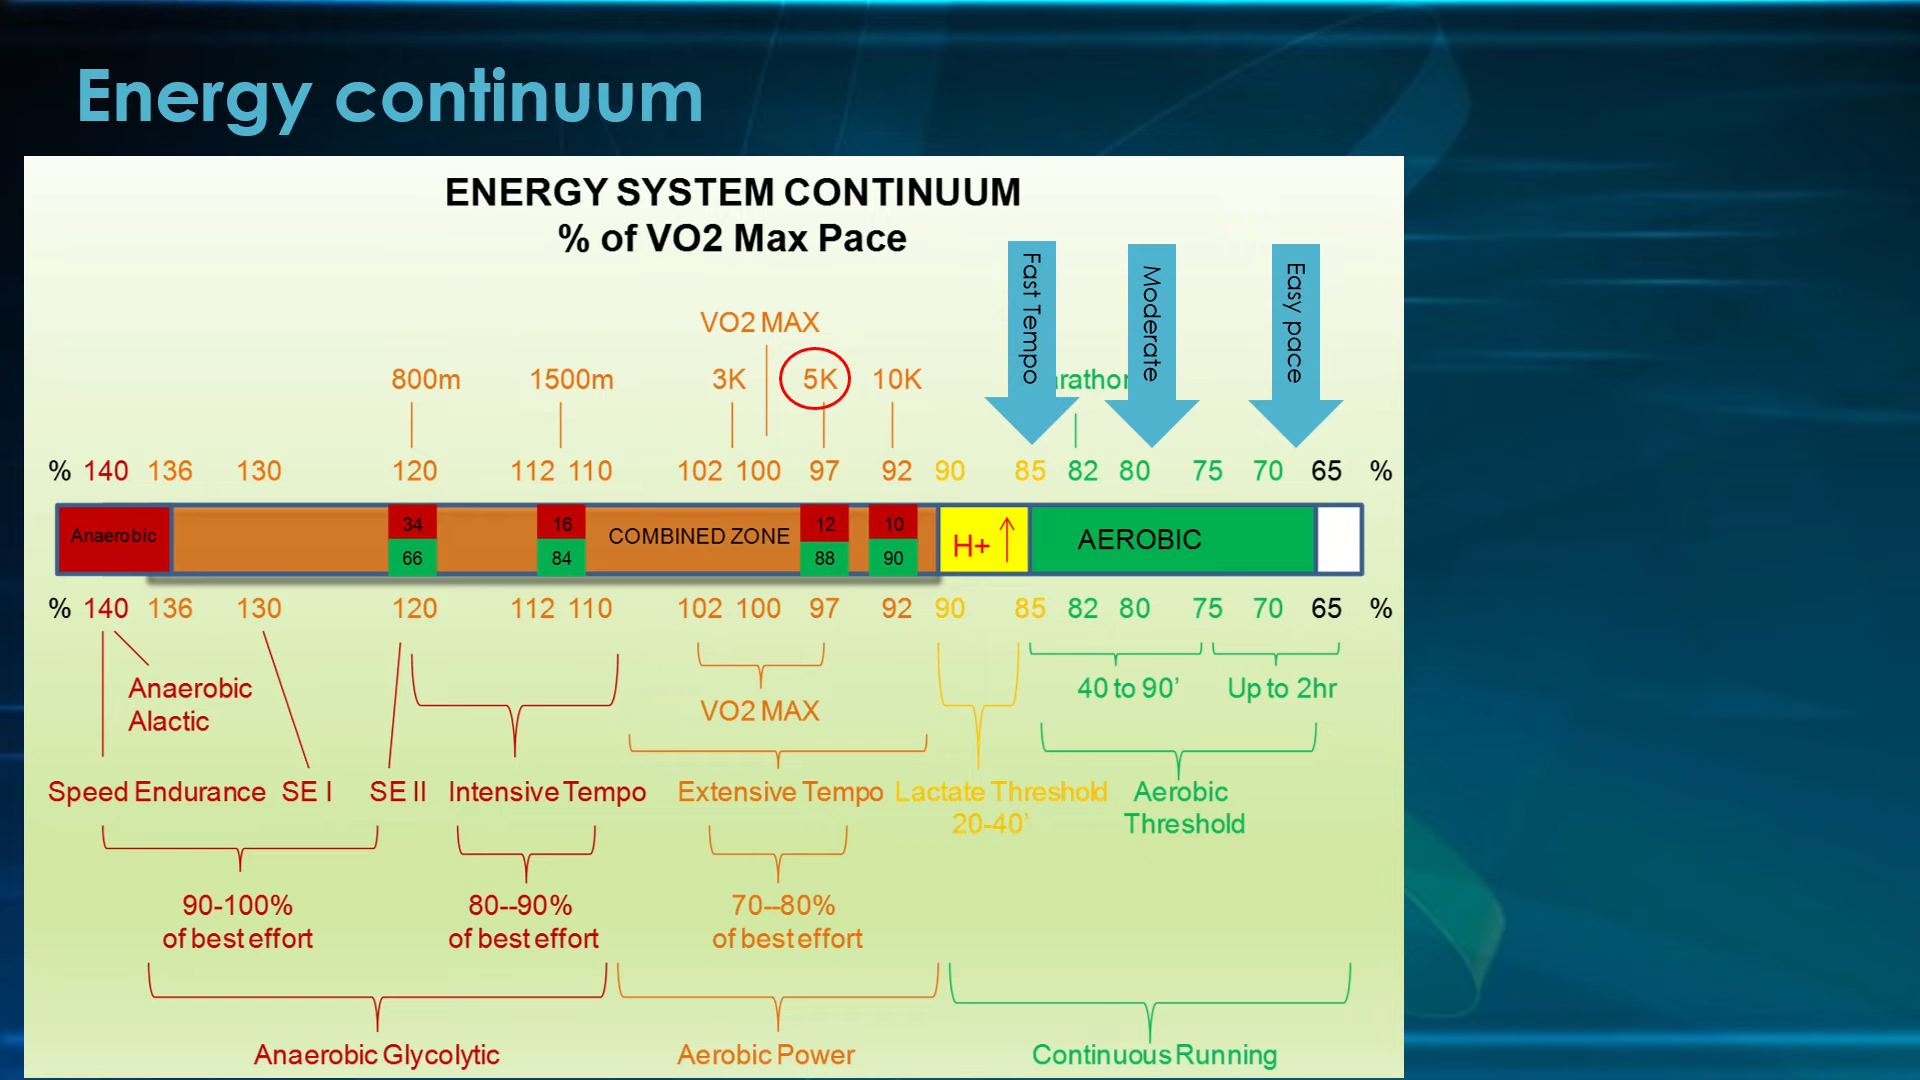 Energy continuum
ENERGY SYSTEM CONTINUUM
% of VO2 Max Pace
Fast Tempo
Moderate
Easy pace
VO2 MAX
800m 1500m 3K 5K 10K arathon
% 140 136 130 120 112 110 102 100 97 92 90 85 82 80 75 70 65 %
Anaerobic 34 16 COMBINED ZONE 12 10 H+ AEROBIC
66 84 88 90
% 140 136 130 120 112 110 102 100 97 92 90 85 82 80 75 70 65 %
Anaerobic
Alactic
VO2 MAX
40 to 90’
Up to 2hr
Speed Endurance SE I SE II Intensive Tempo Extensive Tempo Lactate Threshold
20-40’
Aerobic
Threshold
90-100%
of best effort
80--90%
of best effort
70--80%
of best effort
Anaerobic Glycolytic
Aerobic Power
Continuous Running